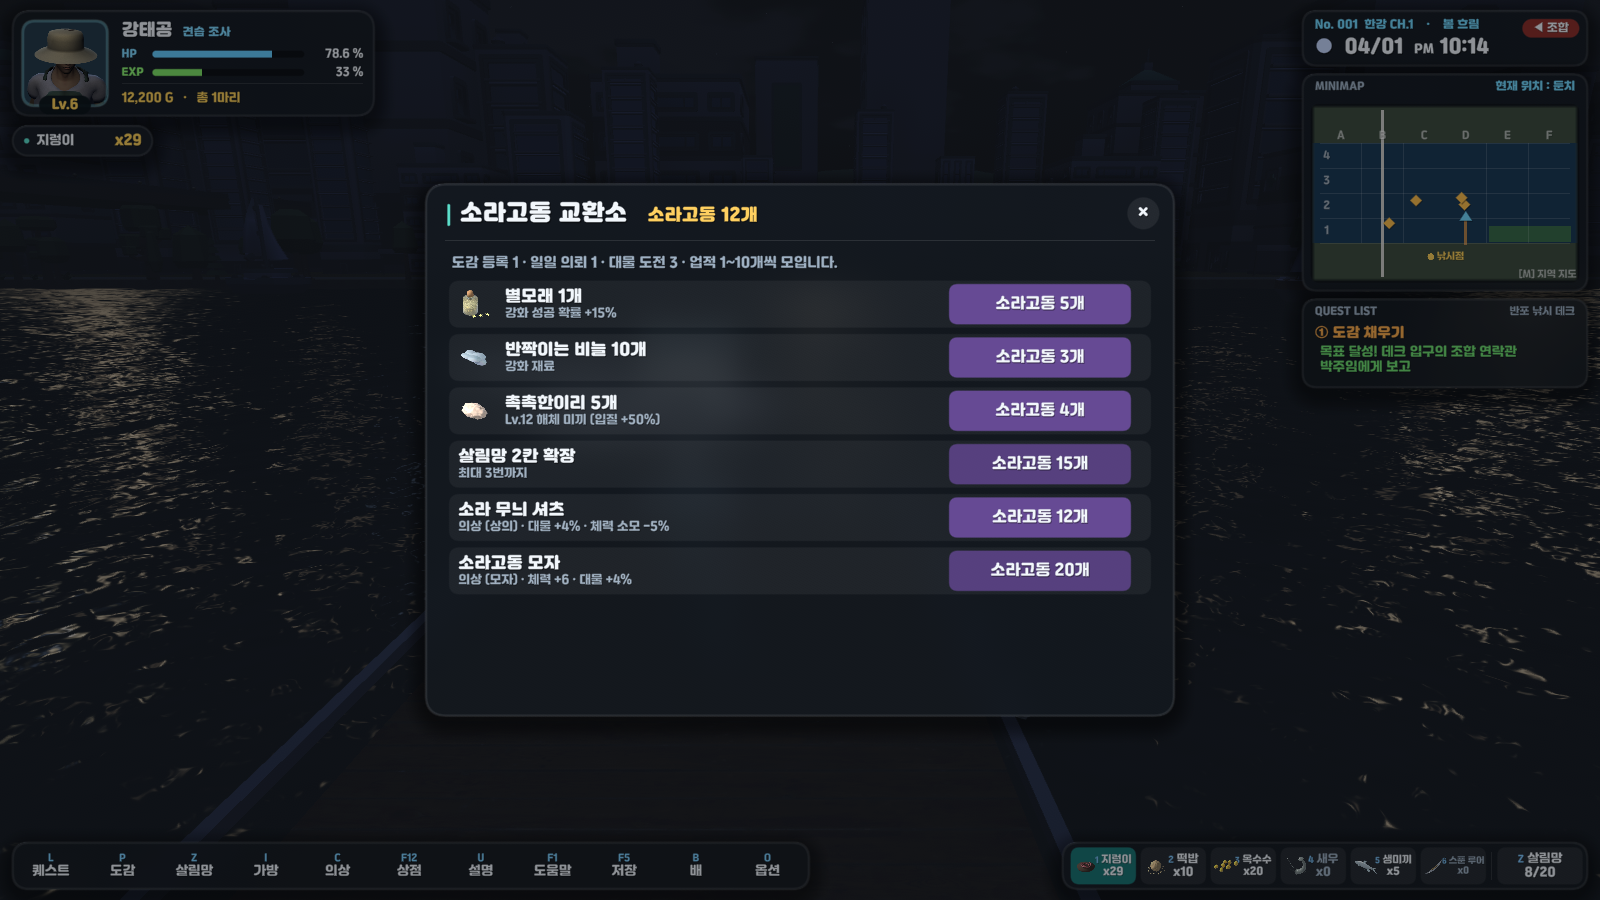 강태공 견습 조사
HP 78.6 %
EXP 33 %
Lv.6
12,200 G · 총 1마리
지렁이 x29
No. 001 한강 CH.1 · 봄 흐림
04/01 PM 10:14
◀ 조합
MINIMAP 현재 위치 : 둔치
A B C D E F
4
3
2
1
낚시점
[M] 지역 지도
QUEST LIST 반포 낚시 데크
① 도감 채우기
목표 달성! 데크 입구의 조합 연락관
박주임에게 보고
소라고동 교환소 소라고동 12개
×
도감 등록 1 · 일일 의뢰 1 · 대물 도전 3 · 업적 1~10개씩 모입니다.
별모래 1개
강화 성공 확률 +15%
소라고동 5개
반짝이는 비늘 10개
강화 재료
소라고동 3개
촉촉한이리 5개
Lv.12 해체 미끼 (입질 +50%)
소라고동 4개
살림망 2칸 확장
최대 3번까지
소라고동 15개
소라 무늬 셔츠
의상 (상의) · 대물 +4% · 체력 소모 -5%
소라고동 12개
소라고동 모자
의상 (모자) · 체력 +6 · 대물 +4%
소라고동 20개
L P Z I C F12 U F1 F5 B O
퀘스트 도감 살림망 가방 의상 상점 설명 도움말 저장 배 옵션
1 지렁이 x29
2 떡밥 x10
3 옥수수 x20
4 새우 x0
5 생미끼 x5
6 스푼 루어 x0
Z 살림망 8/20